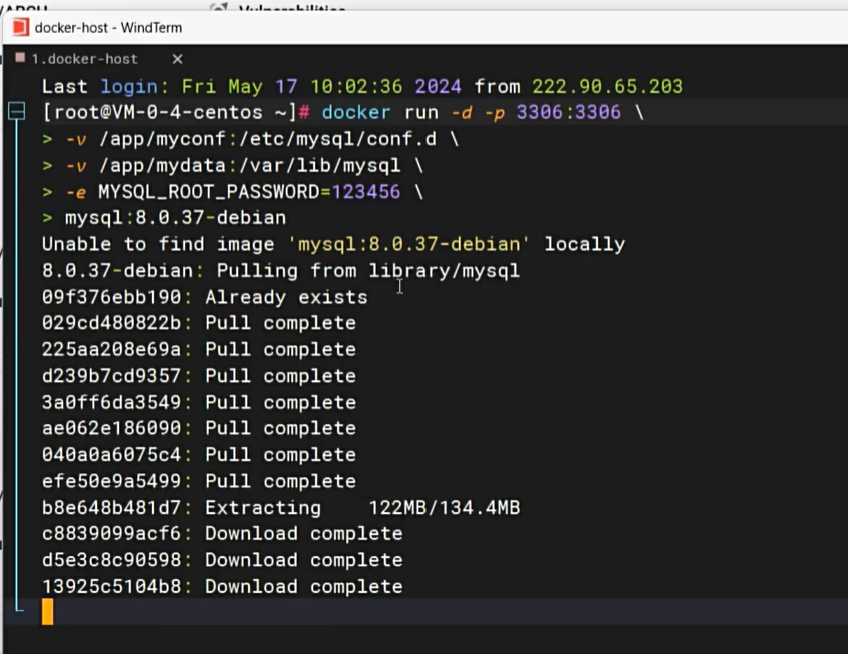 Vulnerabilities
docker-host - WindTerm
1.docker-host ×
Last login: Fri May 17 10:02:36 2024 from 222.90.65.203
[root@VM-0-4-centos ~]# docker run -d -p 3306:3306 \
> -v /app/myconf:/etc/mysql/conf.d \
> -v /app/mydata:/var/lib/mysql \
> -e MYSQL_ROOT_PASSWORD=123456 \
> mysql:8.0.37-debian
Unable to find image 'mysql:8.0.37-debian' locally
8.0.37-debian: Pulling from library/mysql
09f376ebb190: Already exists
029cd480822b: Pull complete
225aa208e69a: Pull complete
d239b7cd9357: Pull complete
3a0ff6da3549: Pull complete
ae062e186090: Pull complete
040a0a6075c4: Pull complete
efe50e9a5499: Pull complete
b8e648b481d7: Extracting 122MB/134.4MB
c8839099acf6: Download complete
d5e3c8c90598: Download complete
13925c5104b8: Download complete